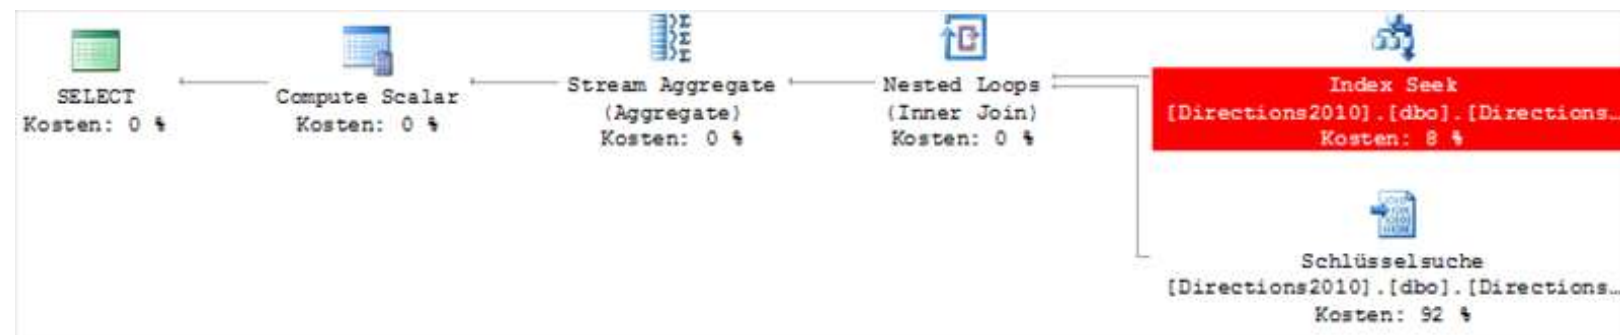 SELECT
Kosten: 0 %
Compute Scalar
Kosten: 0 %
Stream Aggregate
(Aggregate)
Kosten: 0 %
Nested Loops
(Inner Join)
Kosten: 0 %
Index Seek
[Directions2010].[dbo].[Directions…
Kosten: 8 %
Schlüsselsuche
[Directions2010].[dbo].[Directions…
Kosten: 92 %